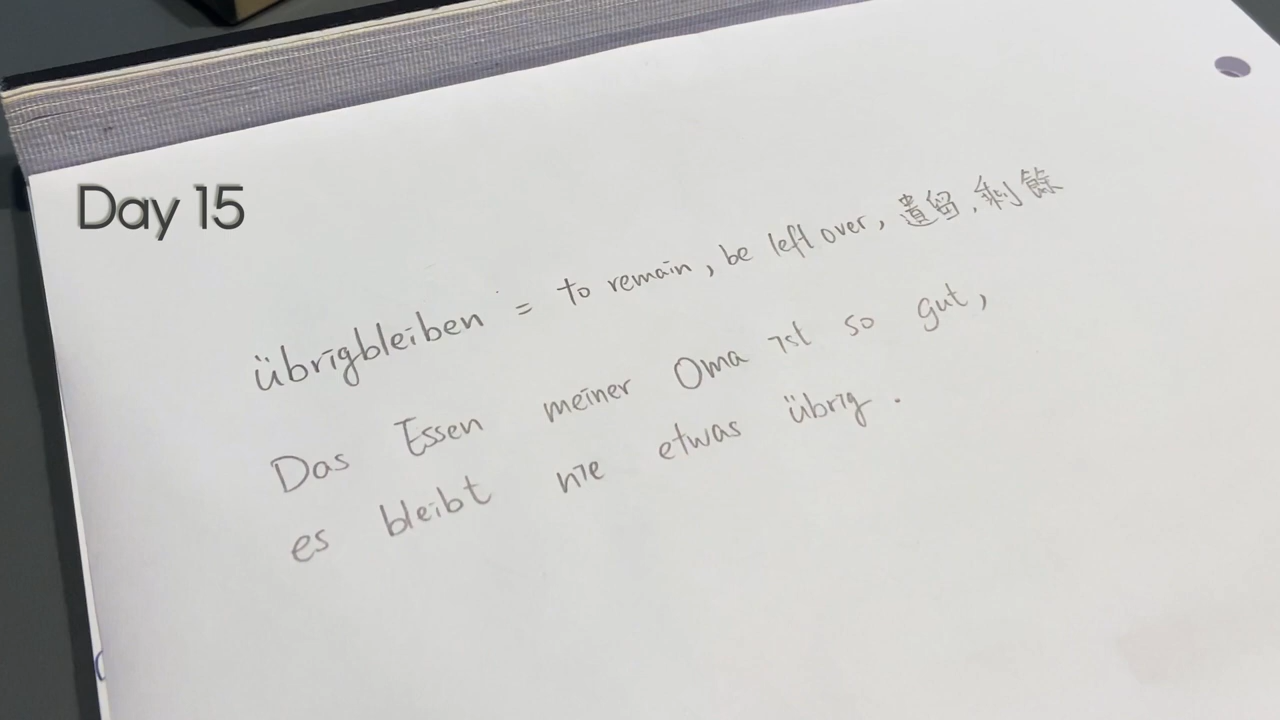 Day 15
übrigbleiben = to remain, be left over, 遺留, 剩餘
Das Essen meiner Oma ist so gut,
es bleibt nie etwas übrig.